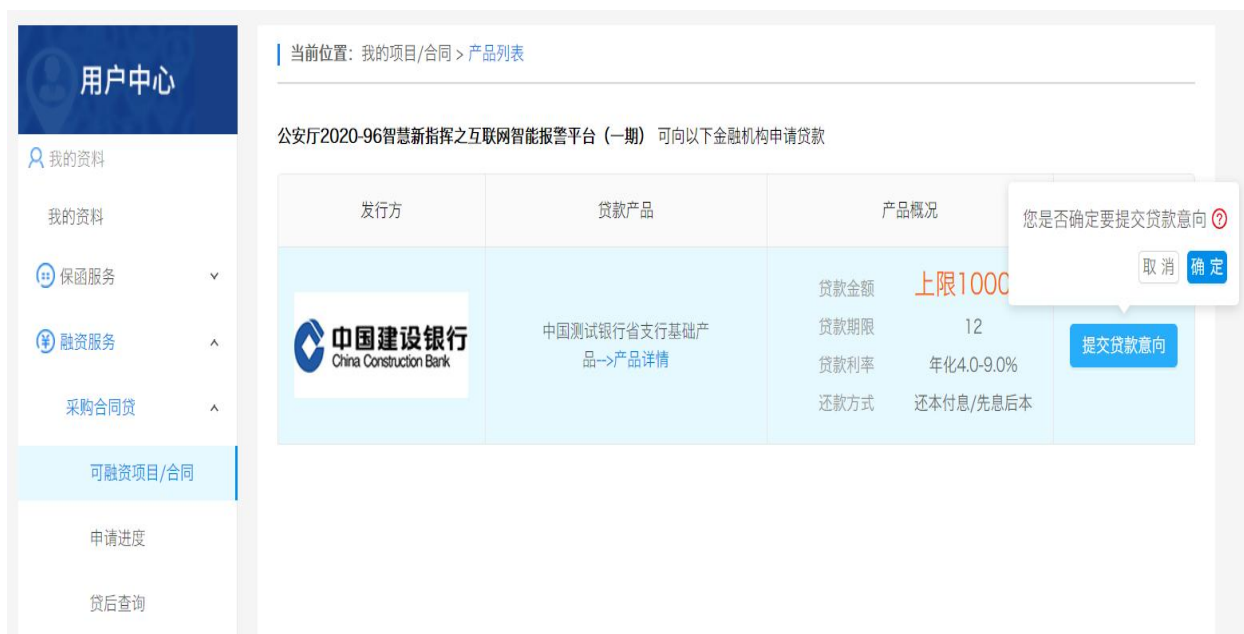 用户中心
我的资料
我的资料
保函服务
融资服务
采购合同贷
可融资项目/合同
申请进度
贷后查询
当前位置：我的项目/合同 > 产品列表
公安厅2020-96智慧新指挥之互联网智能报警平台（一期） 可向以下金融机构申请贷款
发行方 贷款产品 产品概况
中国建设银行
China Construction Bank
中国测试银行省支行基础产
品-->产品详情
贷款金额 上限1000
贷款期限 12
贷款利率 年化4.0-9.0%
还款方式 还本付息/先息后本
您是否确定要提交贷款意向
取 消 确 定
提交贷款意向